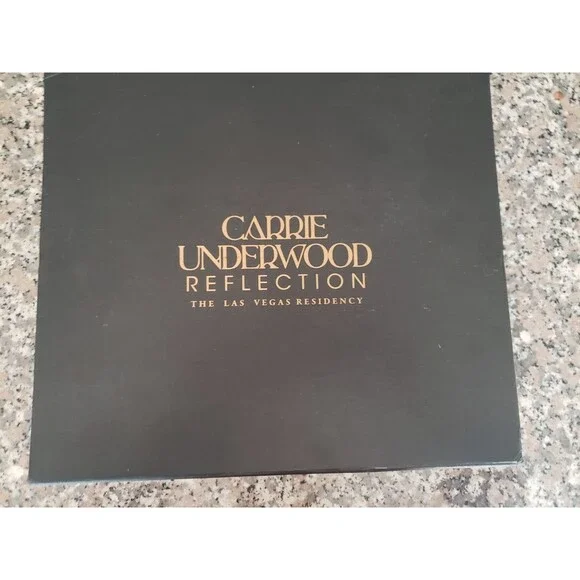 CARRIE
UNDERWOOD
REFLECTION
THE LAS VEGAS RESIDENCY